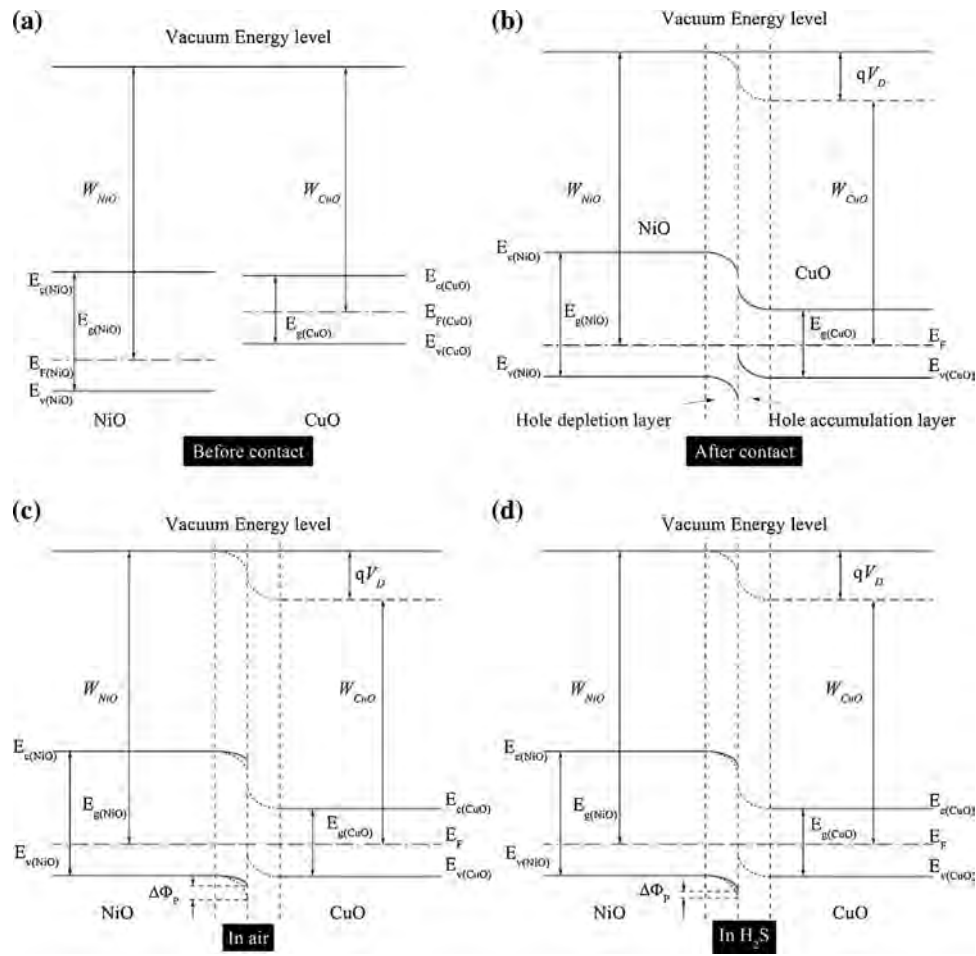 (a)
Vacuum Energy level
W_NiO
W_CuO
E_c(NiO)
E_g(NiO)
E_F(NiO)
E_v(NiO)
E_c(CuO)
E_F(CuO)
E_g(CuO)
E_v(CuO)
NiO
CuO
Before contact
(b)
Vacuum Energy level
qV_D
W_NiO
W_CuO
NiO
CuO
E_c(NiO)
E_g(NiO)
E_v(NiO)
E_c(CuO)
E_g(CuO)
E_F
E_v(CuO)
Hole depletion layer
Hole accumulation layer
After contact
(c)
Vacuum Energy level
qV_D
W_NiO
W_CuO
E_c(NiO)
E_g(NiO)
E_v(NiO)
E_c(CuO)
E_F
E_g(CuO)
E_v(CuO)
ΔΦ_P
NiO
CuO
In air
(d)
Vacuum Energy level
qV_D
W_NiO
W_CuO
E_c(NiO)
E_g(NiO)
E_v(NiO)
E_c(CuO)
E_F
E_g(CuO)
E_v(CuO)
ΔΦ_P
NiO
CuO
In H₂S